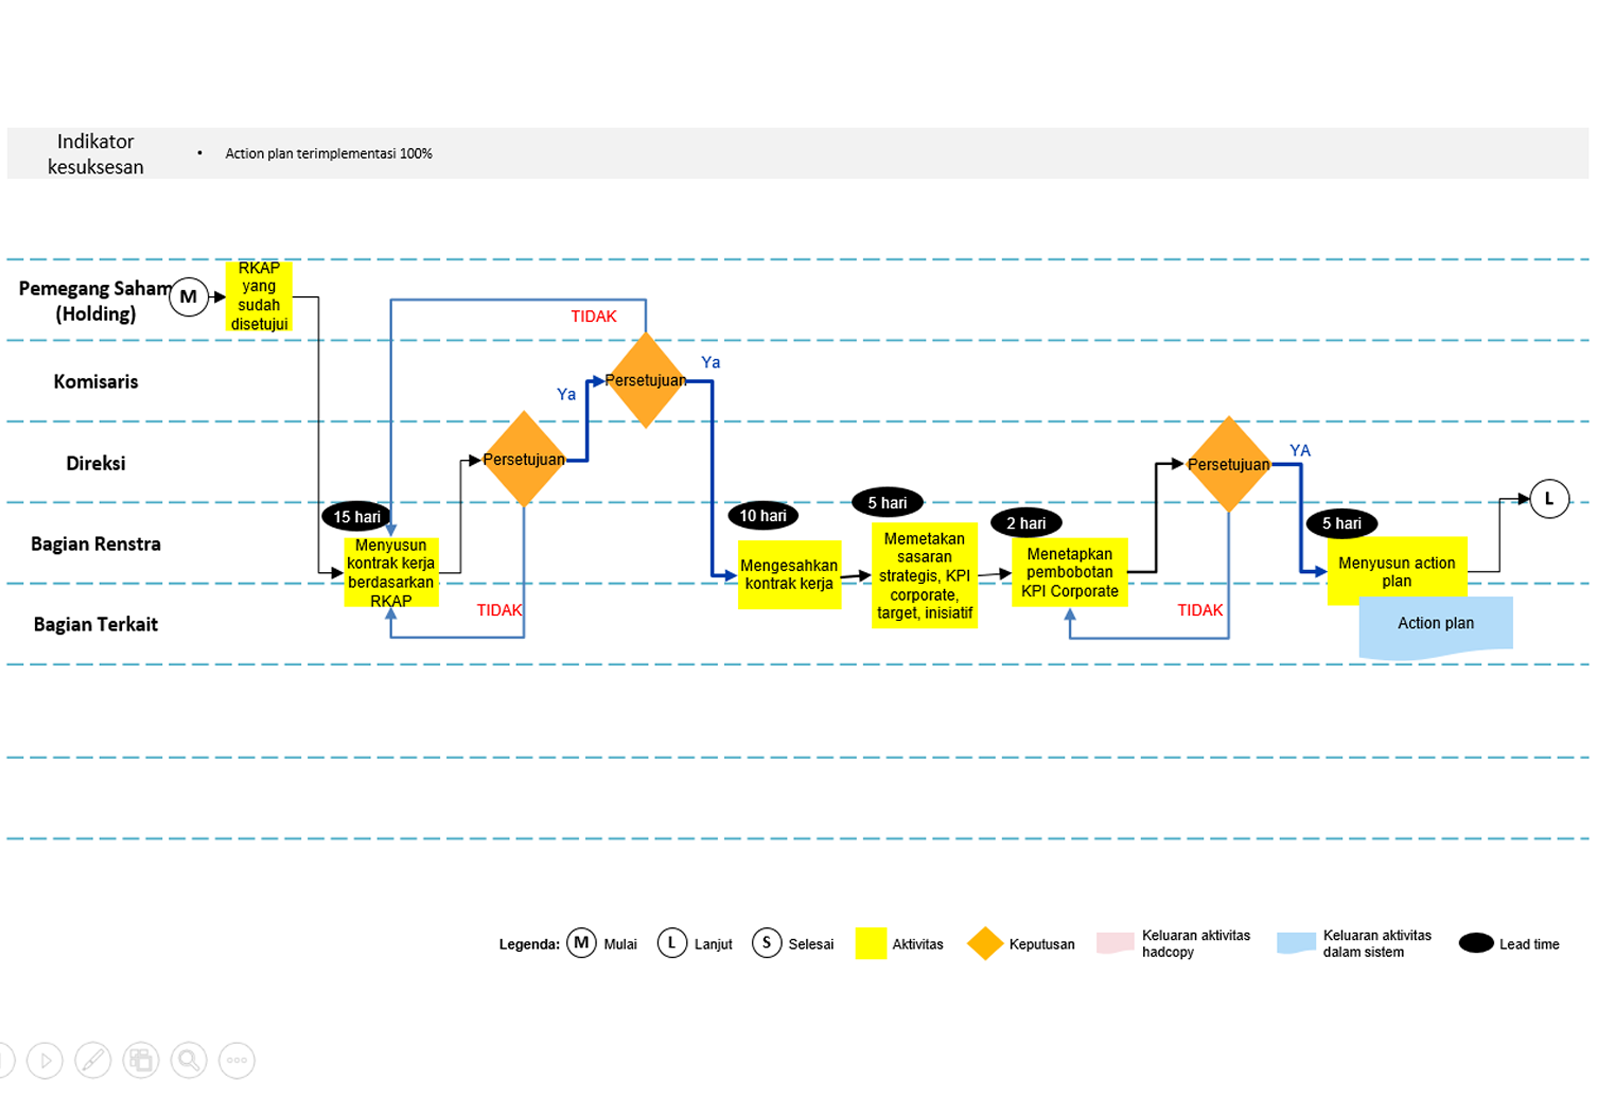 Indikator
kesuksesan
• Action plan terimplementasi 100%
Pemegang Saham
(Holding)
M
RKAP
yang
sudah
disetujui
TIDAK
Komisaris
Persetujuan
Ya
Ya
Direksi
Persetujuan
Persetujuan
YA
L
Bagian Renstra
15 hari
Menyusun
kontrak kerja
berdasarkan
RKAP
10 hari
Mengesahkan
kontrak kerja
5 hari
Memetakan
sasaran
strategis, KPI
corporate,
target, inisiatif
2 hari
Menetapkan
pembobotan
KPI Corporate
5 hari
Menyusun action
plan
Bagian Terkait
TIDAK
TIDAK
Action plan
Legenda:
M Mulai
L Lanjut
S Selesai
Aktivitas
Keputusan
Keluaran aktivitas
hadcopy
Keluaran aktivitas
dalam sistem
Lead time